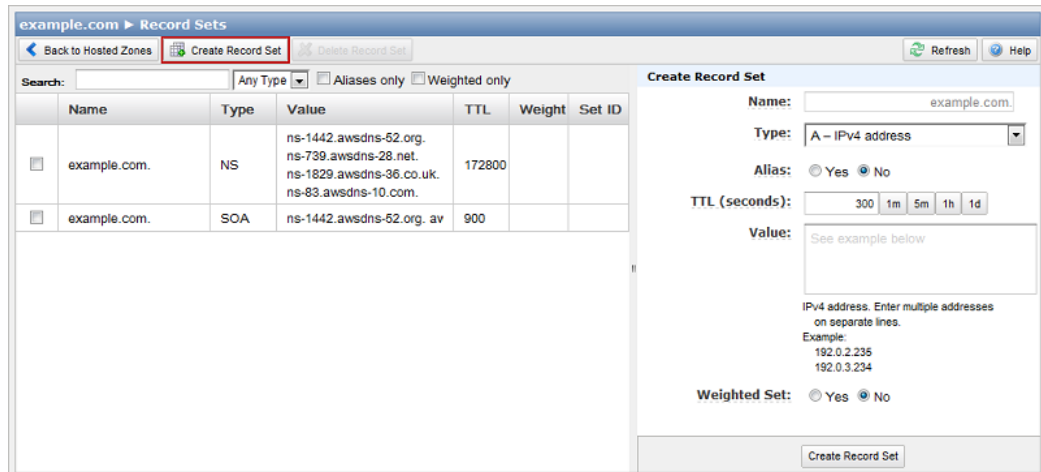 example.com ▶ Record Sets
Back to Hosted Zones Create Record Set Delete Record Set Refresh Help
Search: Any Type Aliases only Weighted only
Name Type Value TTL Weight Set ID
example.com. NS ns-1442.awsdns-52.org. 172800
ns-739.awsdns-28.net.
ns-1829.awsdns-36.co.uk.
ns-83.awsdns-10.com.
example.com. SOA ns-1442.awsdns-52.org. av 900
Create Record Set
Name: example.com.
Type: A – IPv4 address
Alias: Yes No
TTL (seconds): 300 1m 5m 1h 1d
Value: See example below
IPv4 address. Enter multiple addresses
on separate lines.
Example:
192.0.2.235
192.0.3.234
Weighted Set: Yes No
Create Record Set